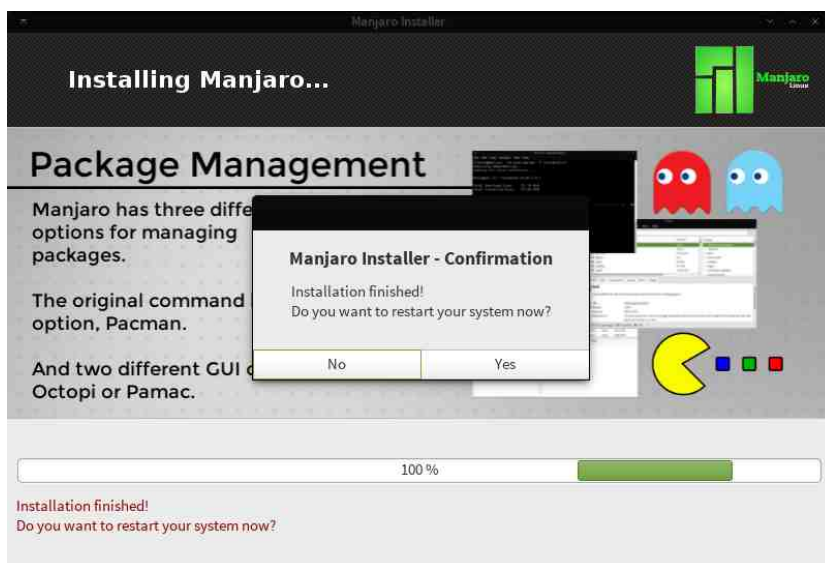 Manjaro Installer
Installing Manjaro...
Manjaro
Linux
Package Management
Manjaro has three diffe
options for managing
packages.
The original command
option, Pacman.
And two different GUI
Octopi or Pamac.
Manjaro Installer - Confirmation
Installation finished!
Do you want to restart your system now?
No
Yes
100 %
Installation finished!
Do you want to restart your system now?